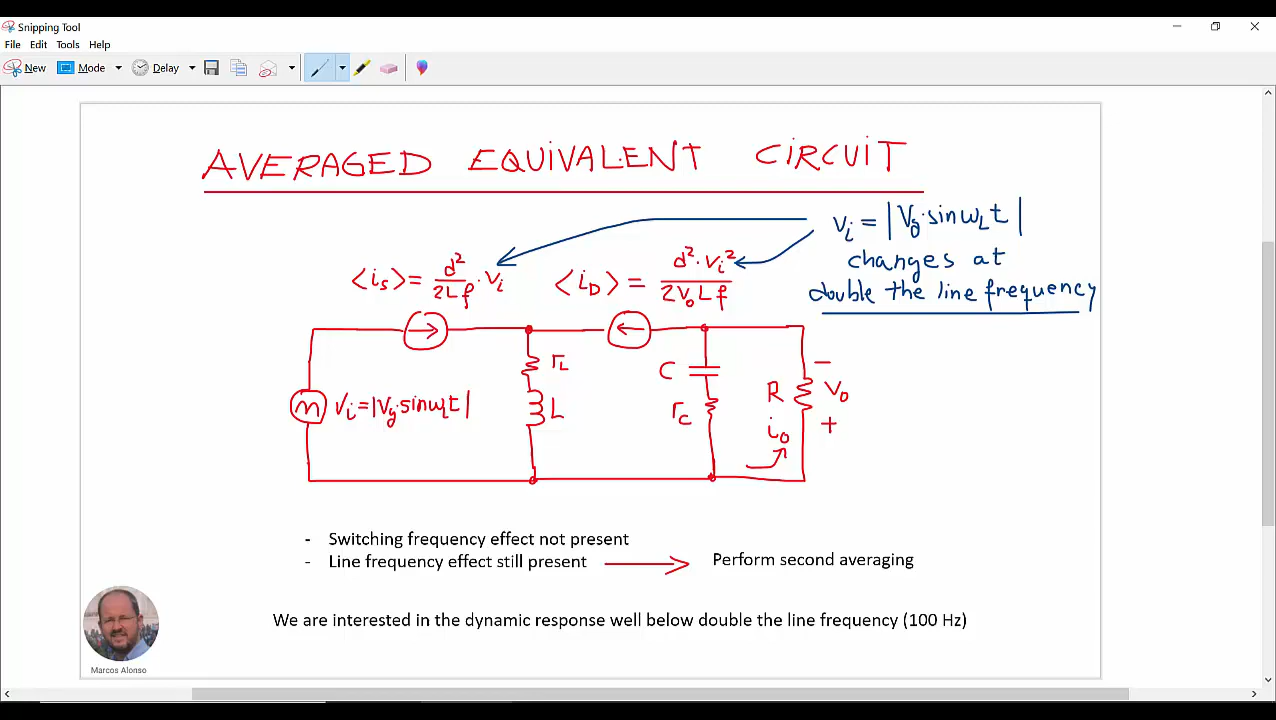 Snipping Tool
File Edit Tools Help
New Mode Delay
AVERAGED EQUIVALENT CIRCUIT
vi = |Vg·sinωLt|
changes at
double the line frequency
⟨iS⟩ = d²/2Lf · vi
⟨iD⟩ = d²·vi²/2VoLf
rL
L
C
rC
R
io
−
Vo
+
Vi=|Vg·sinωLt|
- Switching frequency effect not present
- Line frequency effect still present
Perform second averaging
We are interested in the dynamic response well below double the line frequency (100 Hz)
Marcos Alonso